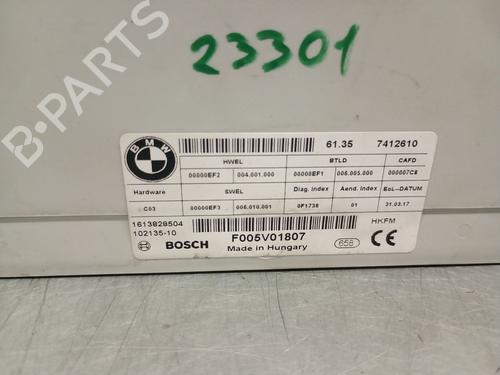 23301
BMW
61.35 7412610
HWEL BTLD CAFD
00000EF2 004.001.000 00000EF1 005.005.000 000007C8
Hardware SWEL Diag. Index Aend. Index EoL-DATUM
C03 00000EF3 005.010.001 0F1738 01 31.03.17
1613828504 HKFM
102135-10
BOSCH F005V01807 658 CE
Made in Hungary
B-PARTS